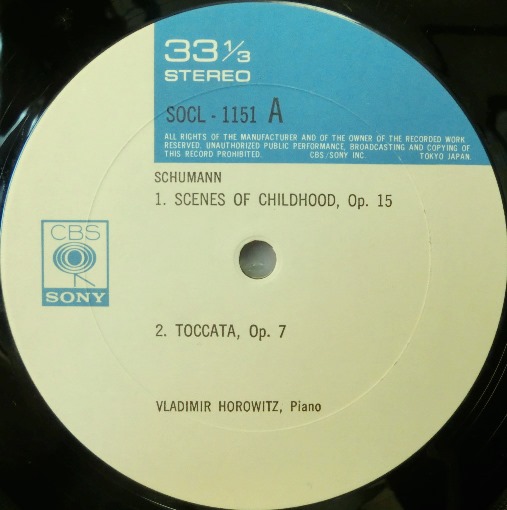 33 1/3
STEREO
SOCL - 1151 A
ALL RIGHTS OF THE MANUFACTURER AND OF THE OWNER OF THE RECORDED WORK
RESERVED. UNAUTHORIZED PUBLIC PERFORMANCE, BROADCASTING AND COPYING OF
THIS RECORD PROHIBITED. CBS/SONY INC. TOKYO JAPAN.
SCHUMANN
1. SCENES OF CHILDHOOD, Op. 15
CBS
SONY
2. TOCCATA, Op. 7
VLADIMIR HOROWITZ, Piano